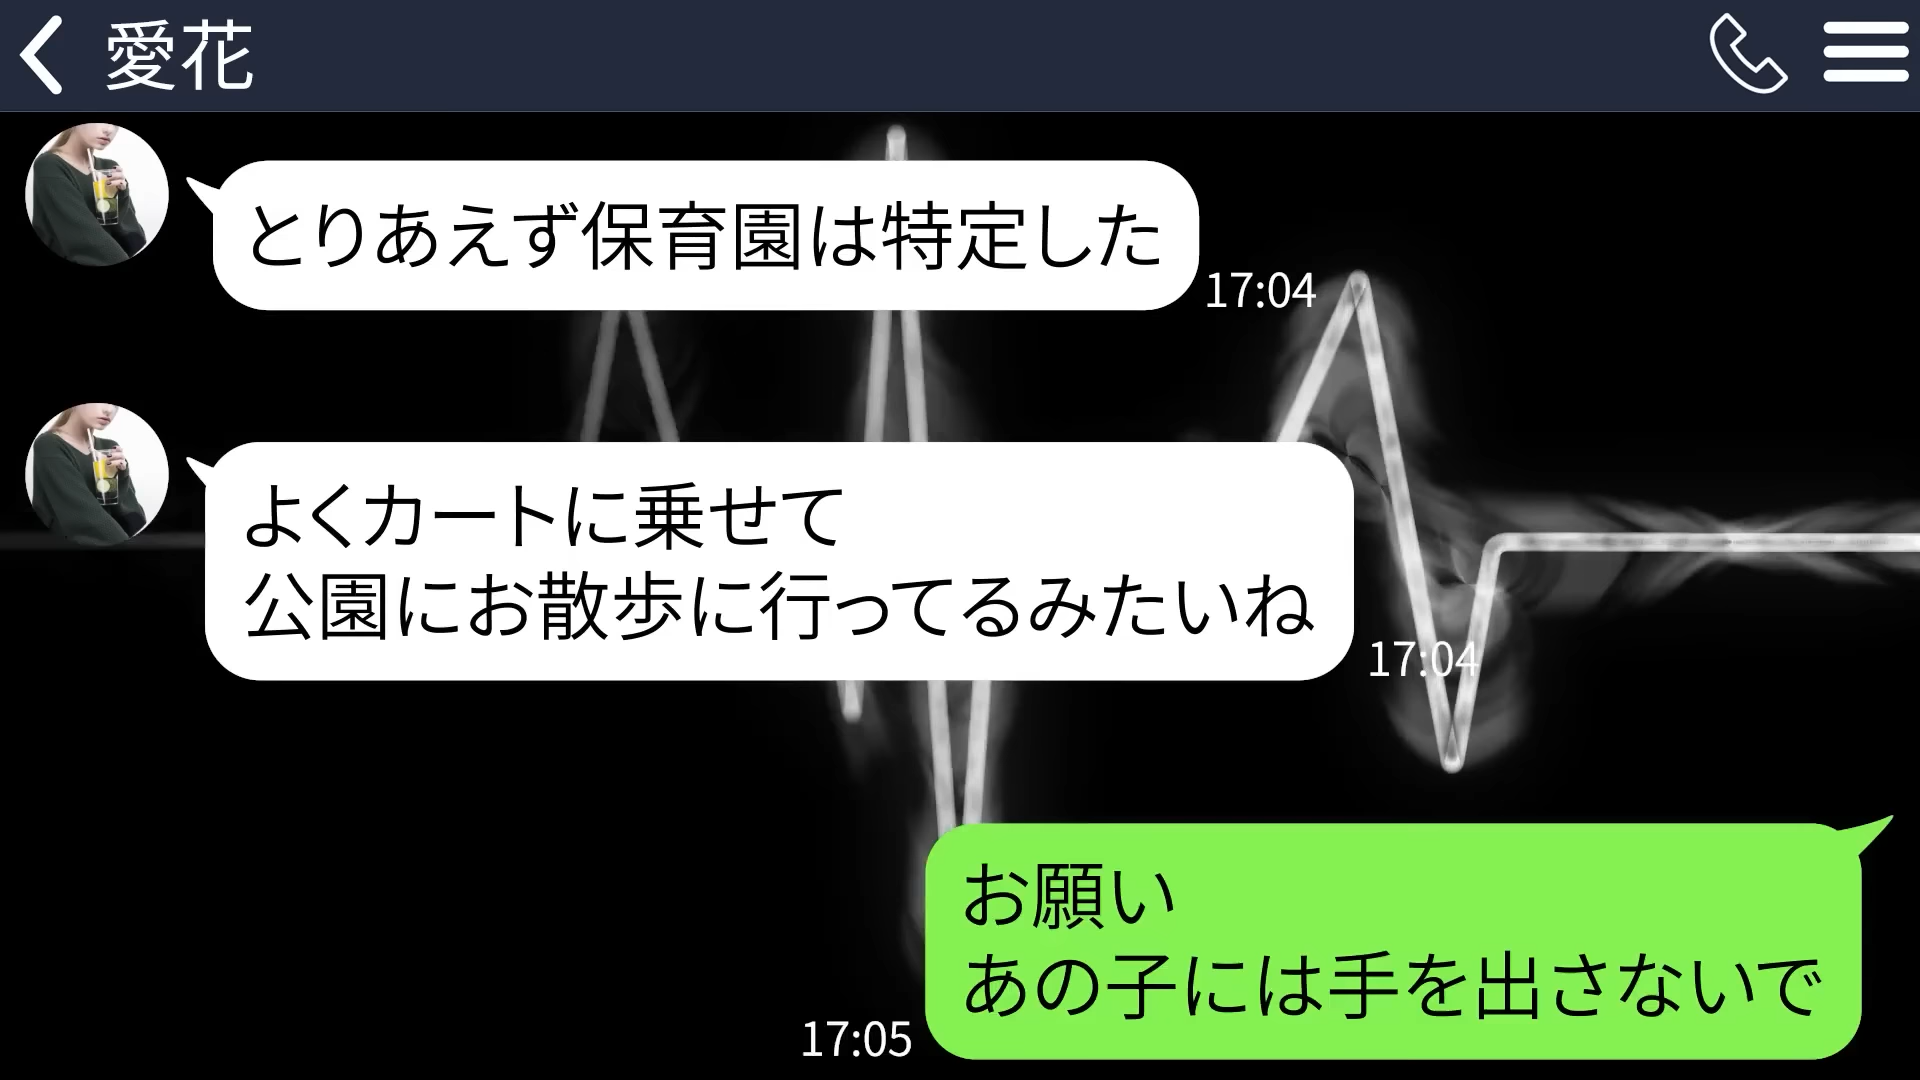 愛花
とりあえず保育園は特定した
17:04
よくカートに乗せて
公園にお散歩に行ってるみたいね
17:04
お願い
あの子には手を出さないで
17:05